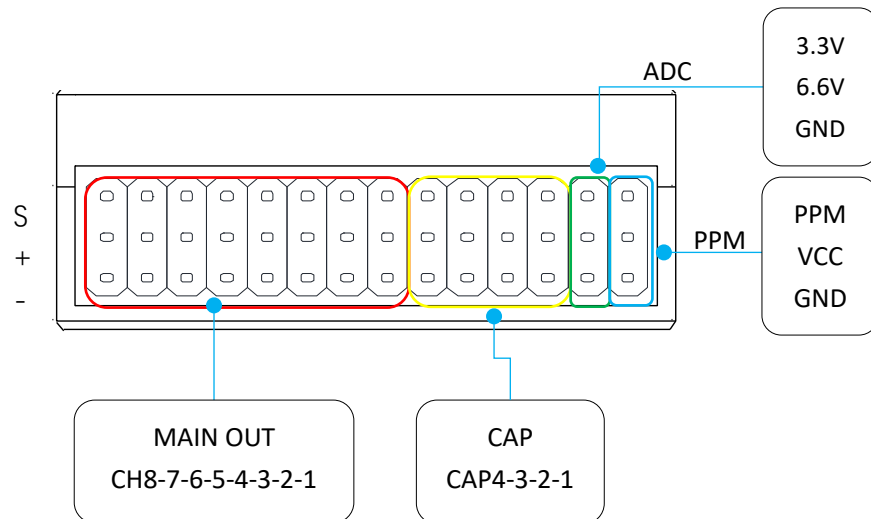 3.3V
ADC
6.6V
GND
S
+
-
PPM
PPM
VCC
GND
MAIN OUT
CH8-7-6-5-4-3-2-1
CAP
CAP4-3-2-1